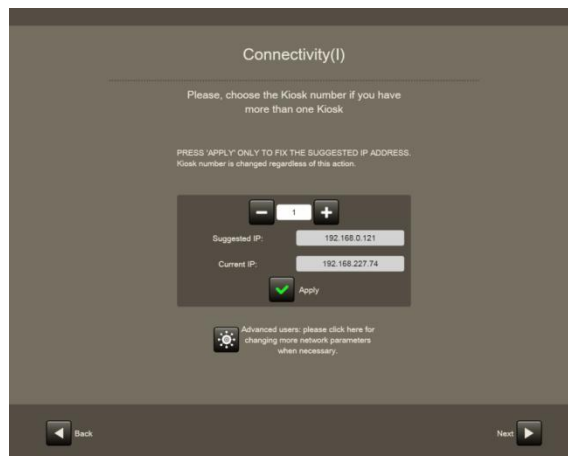 Connectivity(I)
Please, choose the Kiosk number if you have
more than one Kiosk
PRESS 'APPLY' ONLY TO FIX THE SUGGESTED IP ADDRESS.
Kiosk number is changed regardless of this action.
1
Suggested IP: 192.168.0.121
Current IP: 192.168.227.74
Apply
Advanced users: please click here for
changing more network parameters
when necessary.
Back Next